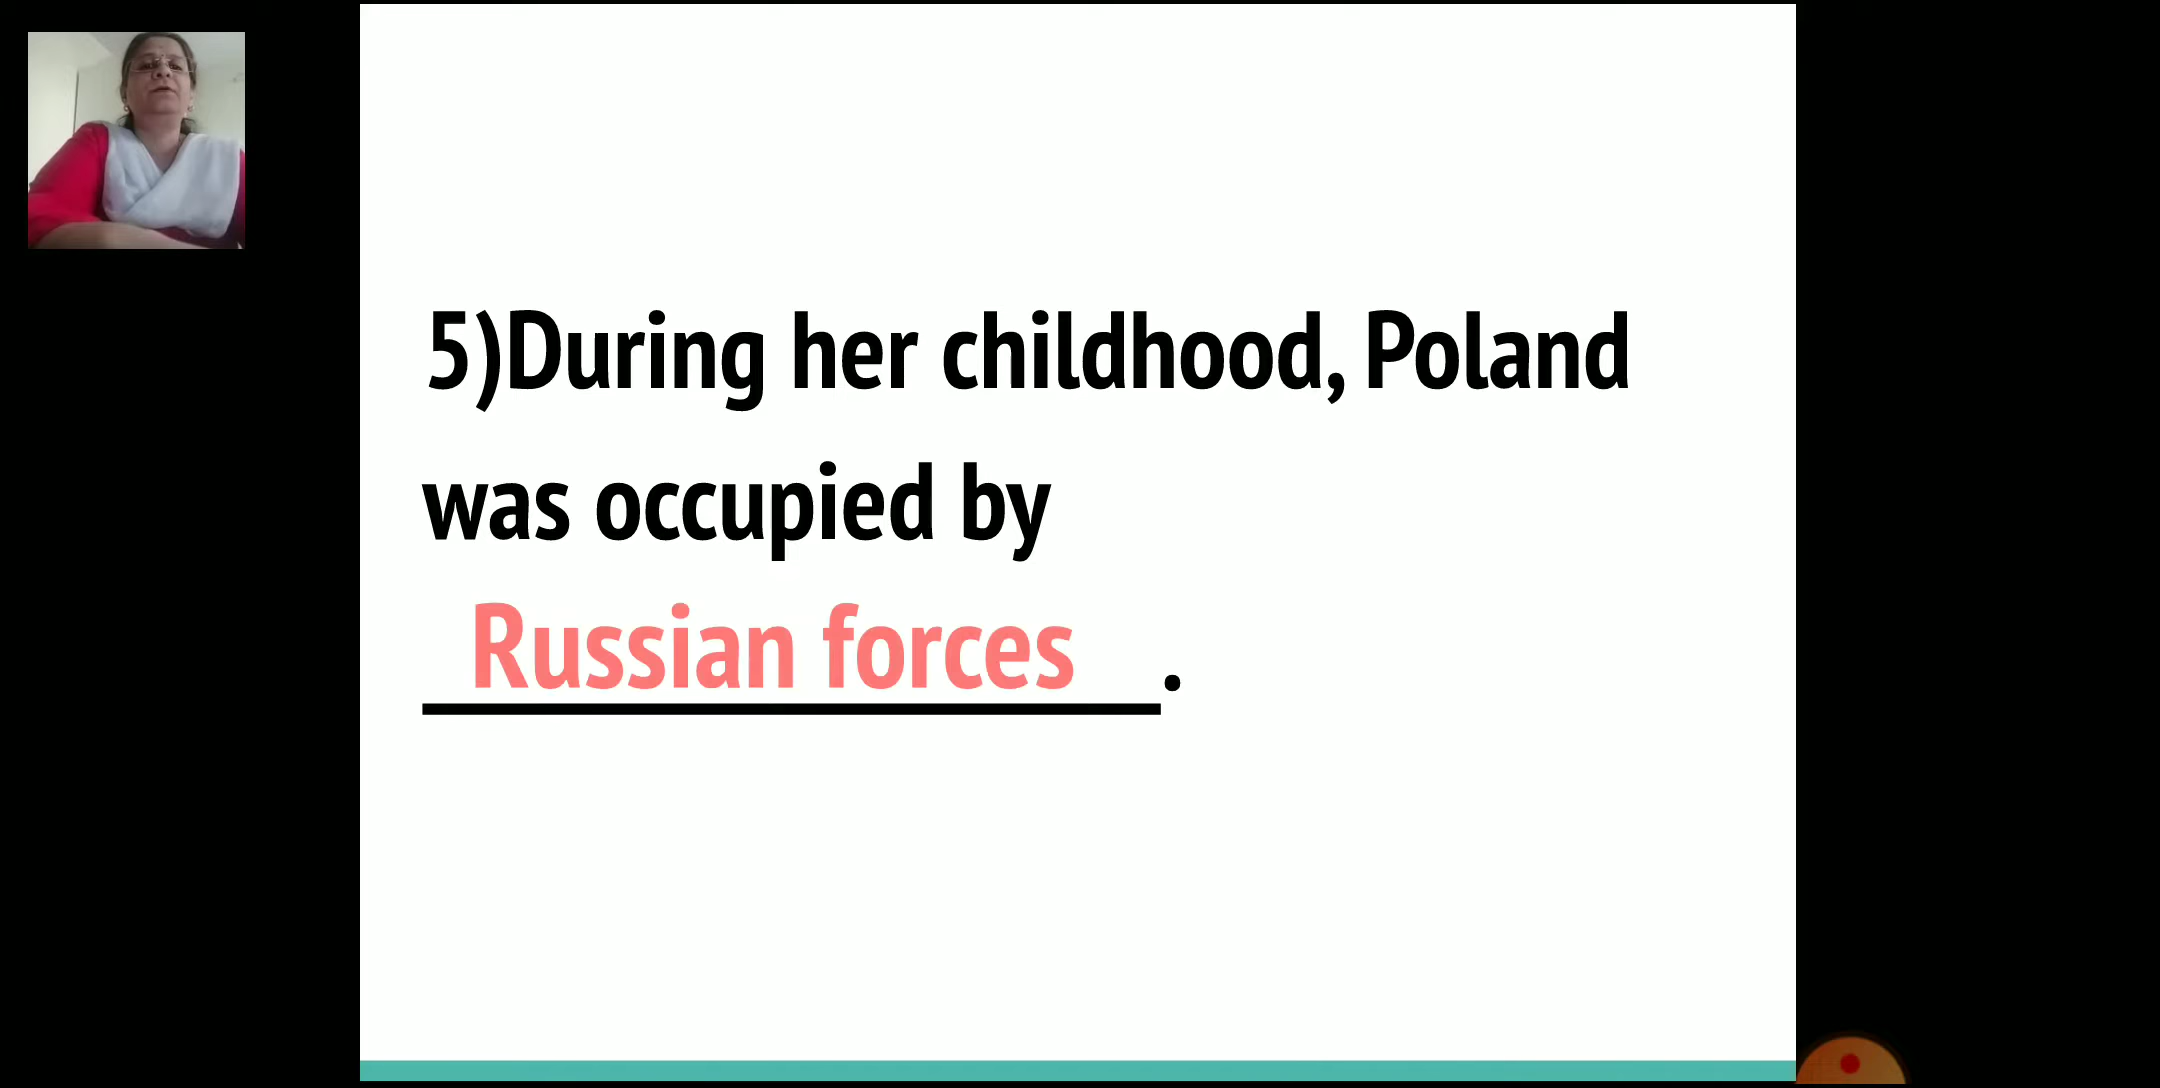 5)During her childhood, Poland
was occupied by
Russian forces.